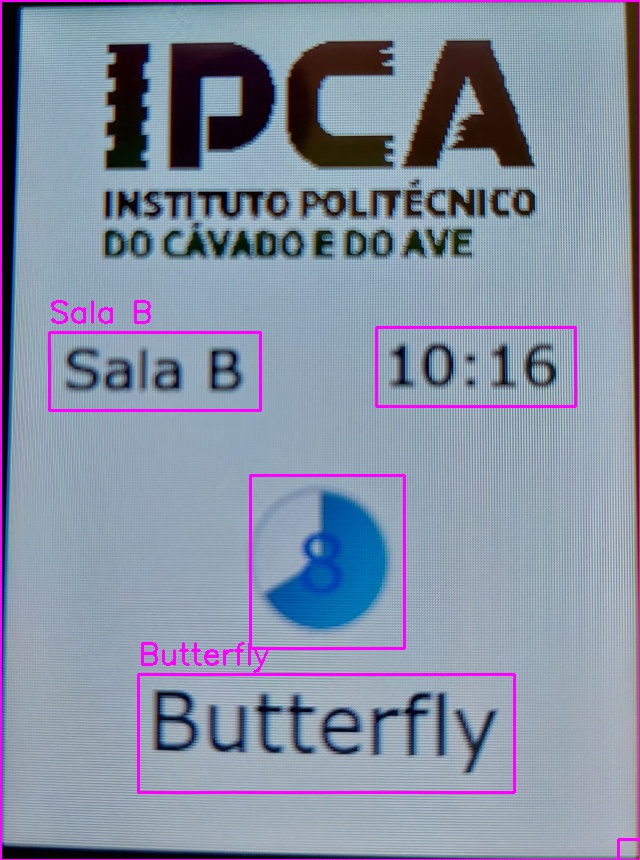 IPCA
INSTITUTO POLITÉCNICO
DO CÁVADO E DO AVE
Sala B
Sala B 10:16
8
Butterfly
Butterfly